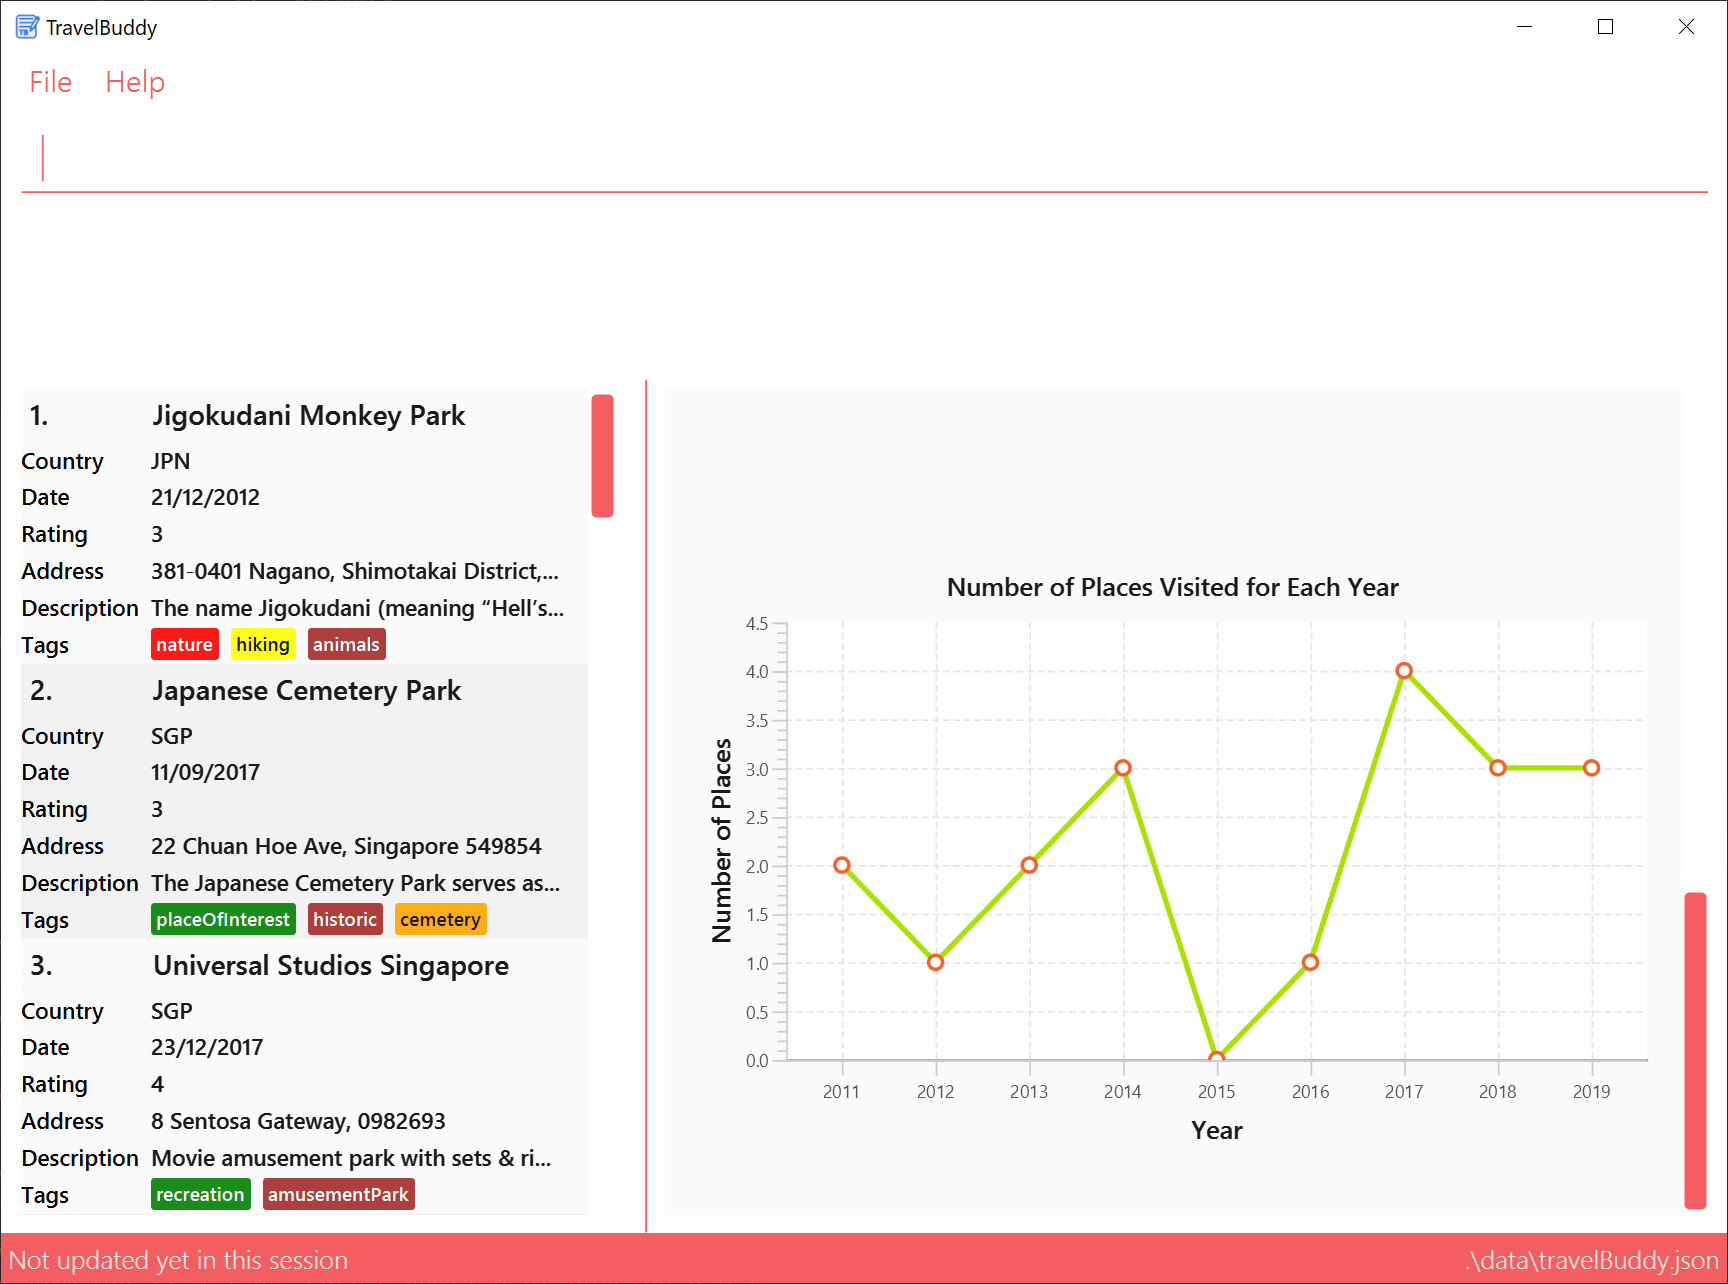 TravelBuddy
File Help
1. Jigokudani Monkey Park
Country JPN
Date 21/12/2012
Rating 3
Address 381-0401 Nagano, Shimotakai District,...
Description The name Jigokudani (meaning “Hell’s...
Tags nature hiking animals
2. Japanese Cemetery Park
Country SGP
Date 11/09/2017
Rating 3
Address 22 Chuan Hoe Ave, Singapore 549854
Description The Japanese Cemetery Park serves as...
Tags placeOfInterest historic cemetery
3. Universal Studios Singapore
Country SGP
Date 23/12/2017
Rating 4
Address 8 Sentosa Gateway, 0982693
Description Movie amusement park with sets & ri...
Tags recreation amusementPark
Number of Places Visited for Each Year
Number of Places
4.5
4.0
3.5
3.0
2.5
2.0
1.5
1.0
0.5
0.0
2011 2012 2013 2014 2015 2016 2017 2018 2019
Year
Not updated yet in this session
.\data\travelBuddy.json